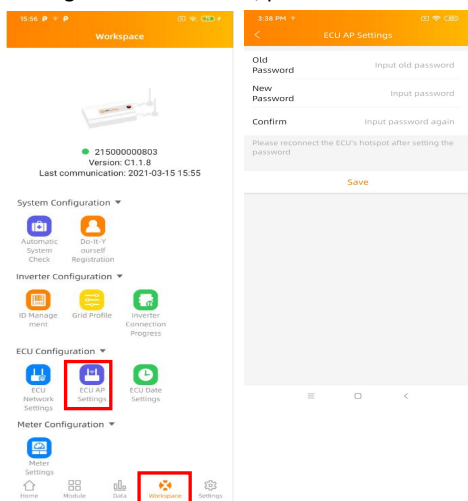 15:56
Workspace
215000000803
Version: C1.1.8
Last communication: 2021-03-15 15:55
System Configuration
Automatic
System
Check
Do-It-Y
ourself
Registration
Inverter Configuration
ID Manage
ment
Grid Profile
Inverter
Connection
Progress
ECU Configuration
ECU
Network
Settings
ECU AP
Settings
ECU Date
Settings
Meter Configuration
Meter
Settings
Home
Module
Data
Workspace
Settings
3:38 PM
ECU AP Settings
Old
Password
Input old password
New
Password
Input password
Confirm
Input password again
Please reconnect the ECU's hotspot after setting the
password
Save